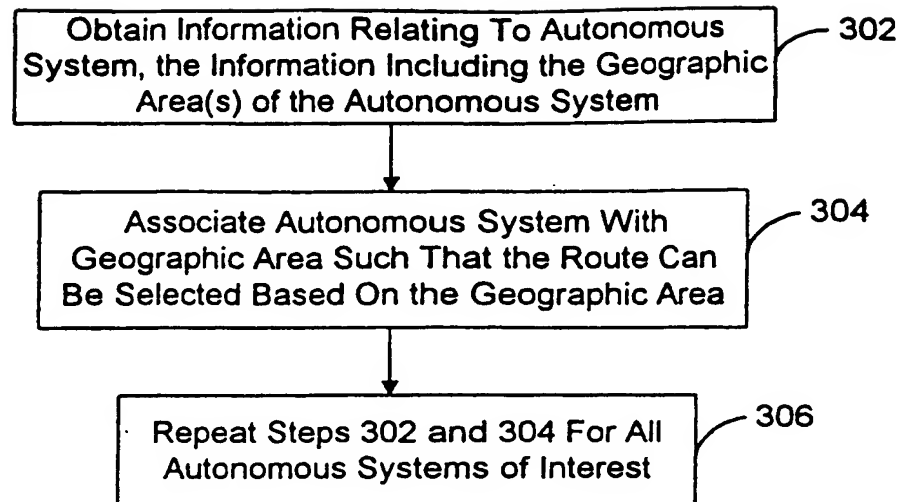 Obtain Information Relating To Autonomous
System, the Information Including the Geographic
Area(s) of the Autonomous System
302
Associate Autonomous System With
Geographic Area Such That the Route Can
Be Selected Based On the Geographic Area
304
Repeat Steps 302 and 304 For All
Autonomous Systems of Interest
306